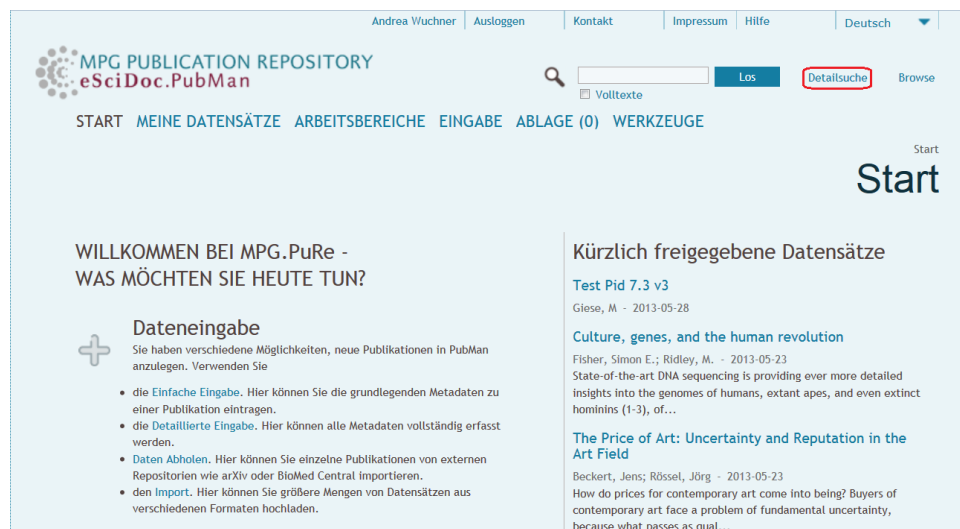 Andrea Wuchner Ausloggen Kontakt Impressum Hilfe Deutsch
MPG PUBLICATION REPOSITORY
eSciDoc.PubMan
Los Detailsuche Browse
Volltexte
START MEINE DATENSÄTZE ARBEITSBEREICHE EINGABE ABLAGE (0) WERKZEUGE
Start
Start
WILLKOMMEN BEI MPG.PuRe -
WAS MÖCHTEN SIE HEUTE TUN?
Dateneingabe
Sie haben verschiedene Möglichkeiten, neue Publikationen in PubMan
anzulegen. Verwenden Sie
• die Einfache Eingabe. Hier können Sie die grundlegenden Metadaten zu
einer Publikation eintragen.
• die Detaillierte Eingabe. Hier können alle Metadaten vollständig erfasst
werden.
• Daten Abholen. Hier können Sie einzelne Publikationen von externen
Repositorien wie arXiv oder BioMed Central importieren.
• den Import. Hier können Sie größere Mengen von Datensätzen aus
verschiedenen Formaten hochladen.
Kürzlich freigegebene Datensätze
Test Pid 7.3 v3
Giese, M - 2013-05-28
Culture, genes, and the human revolution
Fisher, Simon E.; Ridley, M. - 2013-05-23
State-of-the-art DNA sequencing is providing ever more detailed
insights into the genomes of humans, extant apes, and even extinct
hominins (1-3), of...
The Price of Art: Uncertainty and Reputation in the
Art Field
Beckert, Jens; Rössel, Jörg - 2013-05-23
How do prices for contemporary art come into being? Buyers of
contemporary art face a problem of fundamental uncertainty,
because what passes as qual...